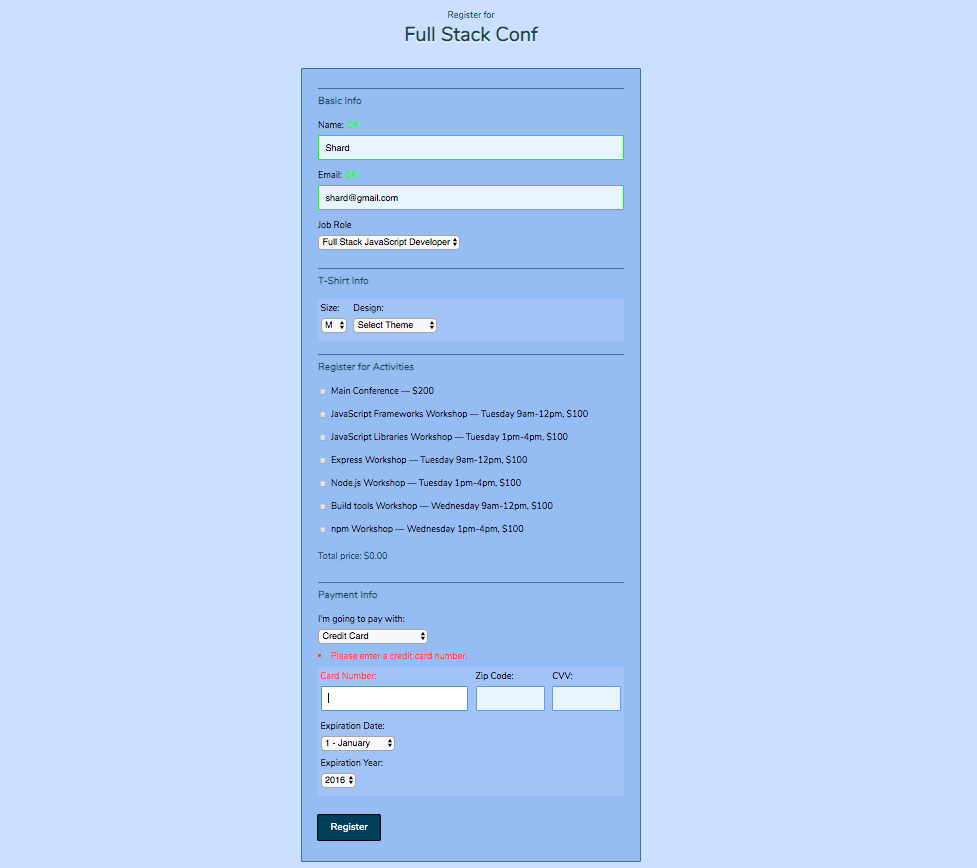 Register for
Full Stack Conf
Basic Info
Name: OK
Shard
Email: OK
shard@gmail.com
Job Role
Full Stack JavaScript Developer
T-Shirt Info
Size: Design:
M Select Theme
Register for Activities
Main Conference — $200
JavaScript Frameworks Workshop — Tuesday 9am-12pm, $100
JavaScript Libraries Workshop — Tuesday 1pm-4pm, $100
Express Workshop — Tuesday 9am-12pm, $100
Node.js Workshop — Tuesday 1pm-4pm, $100
Build tools Workshop — Wednesday 9am-12pm, $100
npm Workshop — Wednesday 1pm-4pm, $100
Total price: $0.00
Payment Info
I'm going to pay with:
Credit Card
• Please enter a credit card number.
Card Number: Zip Code: CVV:
Expiration Date:
1 - January
Expiration Year:
2016
Register